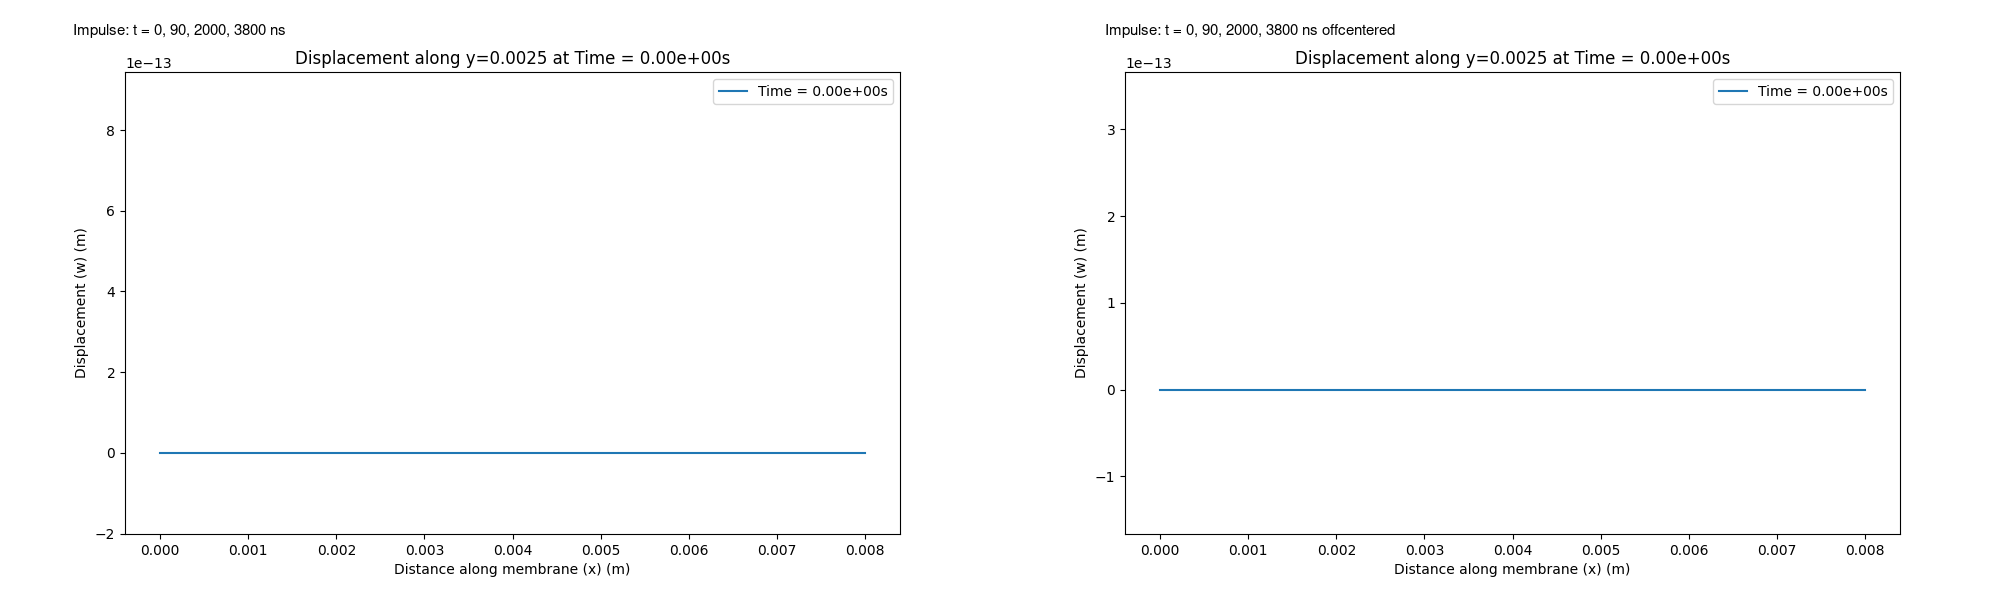 Impulse: t = 0, 90, 2000, 3800 ns
Displacement along y=0.0025 at Time = 0.00e+00s
1e−13
Time = 0.00e+00s
8
6
4
2
0
−2
Displacement (w) (m)
0.000 0.001 0.002 0.003 0.004 0.005 0.006 0.007 0.008
Distance along membrane (x) (m)
Impulse: t = 0, 90, 2000, 3800 ns offcentered
Displacement along y=0.0025 at Time = 0.00e+00s
1e−13
Time = 0.00e+00s
3
2
1
0
−1
Displacement (w) (m)
0.000 0.001 0.002 0.003 0.004 0.005 0.006 0.007 0.008
Distance along membrane (x) (m)